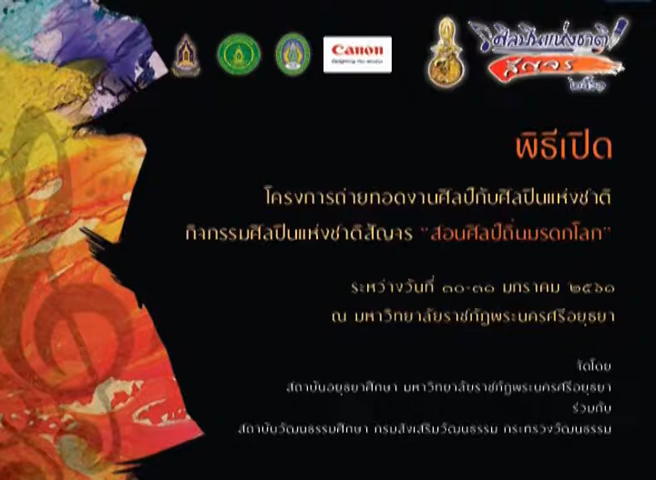 Canon
ศิลปินแห่งชาติ
สัญจร
พิธีเปิด
โครงการถ่ายทอดงานศิลป์กับศิลปินแห่งชาติ
กิจกรรมศิลปินแห่งชาติสัญจร "สอนศิลป์ถิ่นมรดกโลก"
ระหว่างวันที่ ๓๐-๓๑ มกราคม ๒๕๖๑
ณ มหาวิทยาลัยราชภัฏพระนครศรีอยุธยา
จัดโดย
สถาบันอยุธยาศึกษา มหาวิทยาลัยราชภัฏพระนครศรีอยุธยา
ร่วมกับ
สถาบันวัฒนธรรมศึกษา กรมส่งเสริมวัฒนธรรม กระทรวงวัฒนธรรม